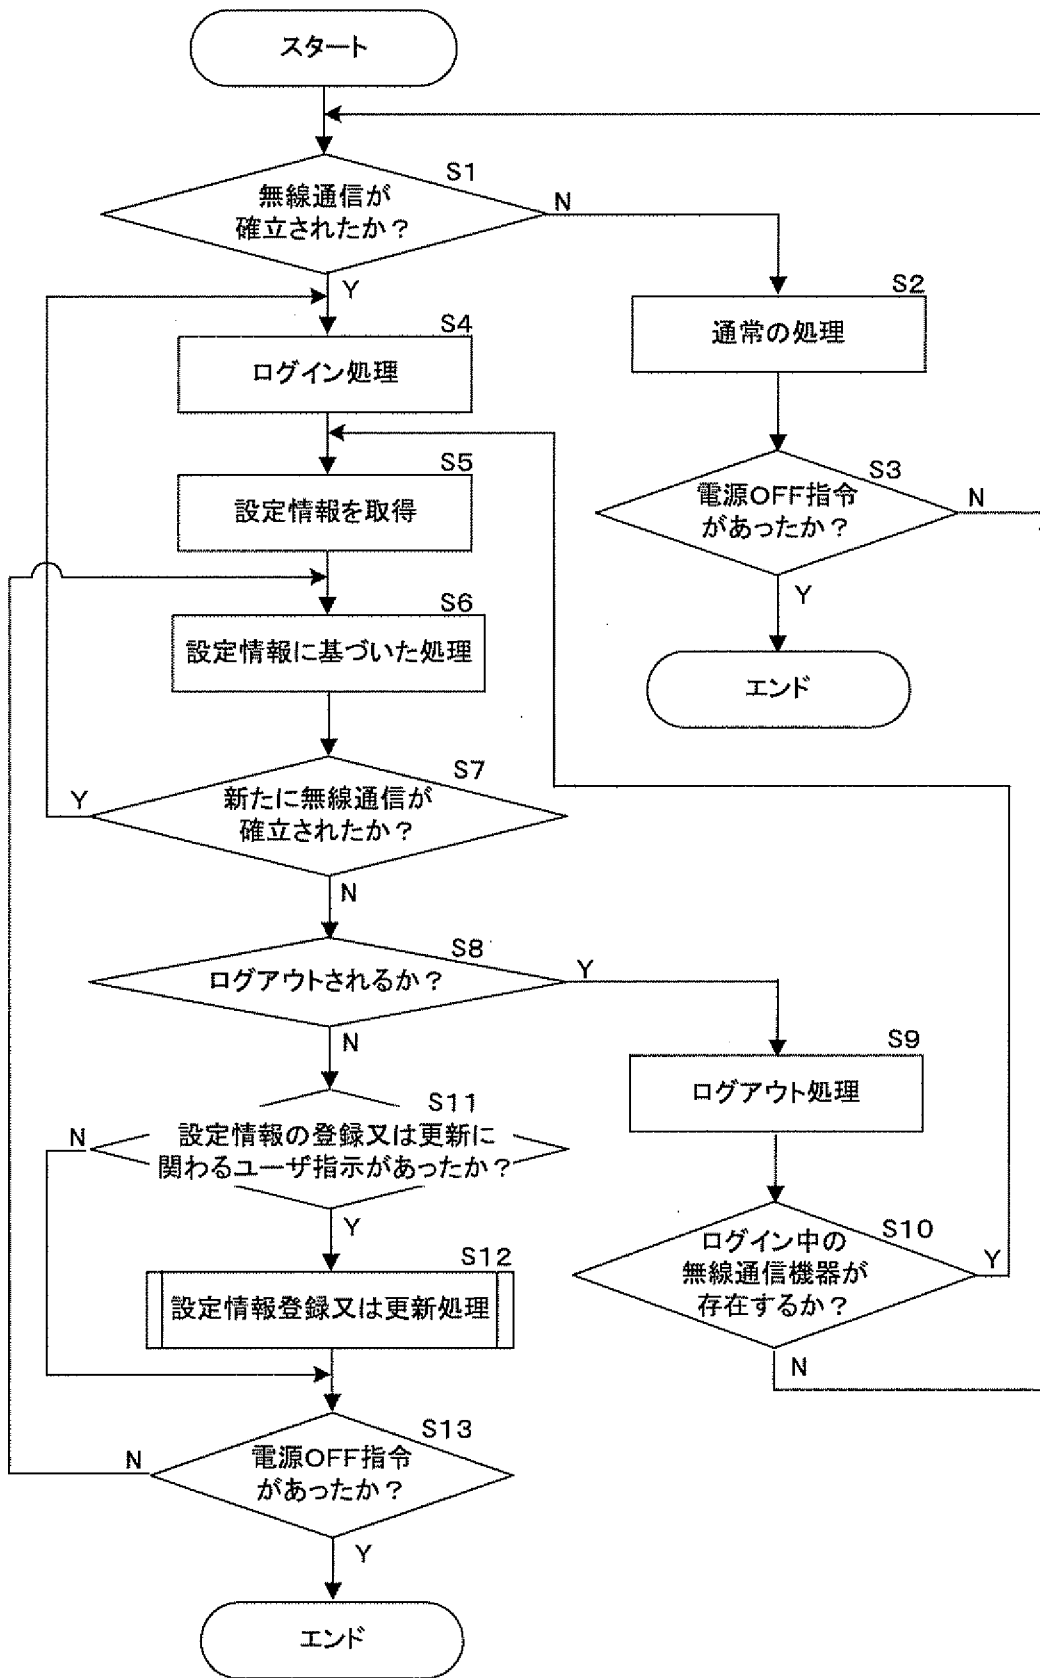 スタート
S1
無線通信が
確立されたか？
N
Y
S2
通常の処理
S4
ログイン処理
S3
電源OFF指令
があったか？
N
Y
エンド
S5
設定情報を取得
S6
設定情報に基づいた処理
S7
新たに無線通信が
確立されたか？
Y
N
S8
ログアウトされるか？
Y
N
S9
ログアウト処理
S11
設定情報の登録又は更新に
関わるユーザ指示があったか？
N
Y
S10
ログイン中の
無線通信機器が
存在するか？
Y
N
S12
設定情報登録又は更新処理
S13
電源OFF指令
があったか？
N
Y
エンド